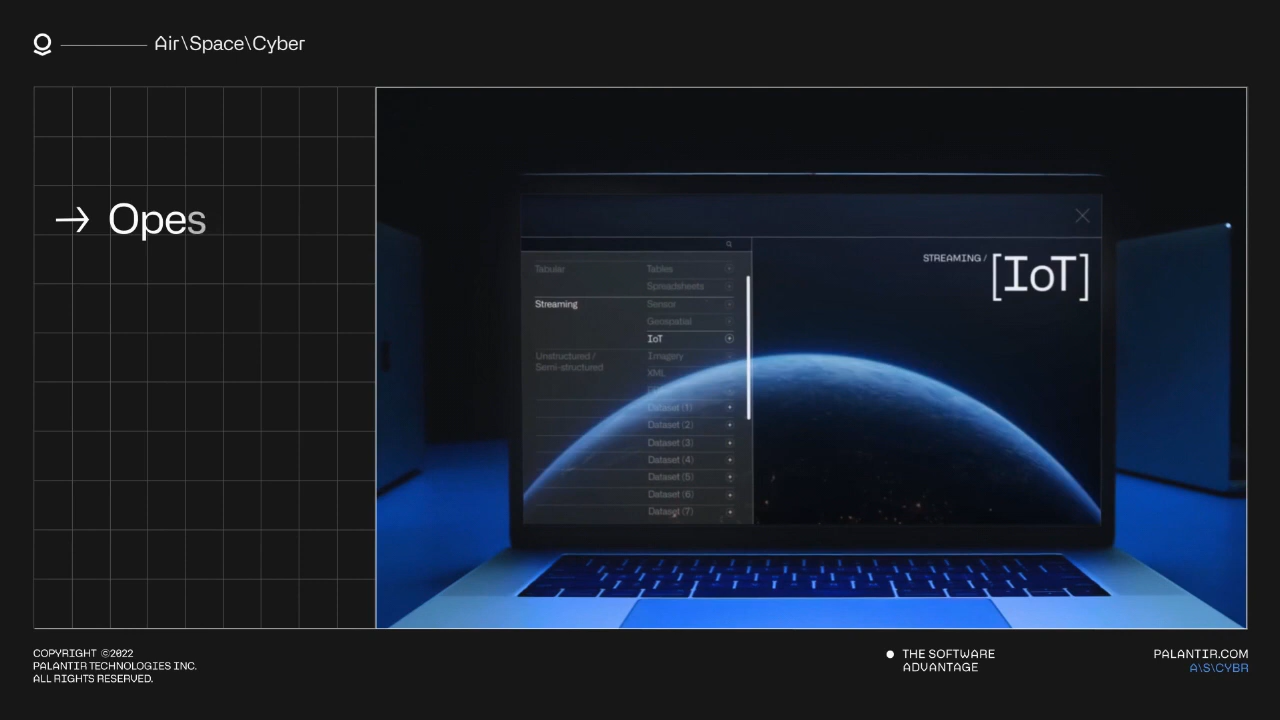 Air\Space\Cyber
→ Opes
STREAMING / [IoT]
Tabular Tables
Spreadsheets
Streaming Sensor
Geospatial
IoT
Unstructured / Imagery
Semi-structured XML
Dataset (1)
Dataset (2)
Dataset (3)
Dataset (4)
Dataset (5)
Dataset (6)
Dataset (7)
COPYRIGHT ©2022
PALANTIR TECHNOLOGIES INC.
ALL RIGHTS RESERVED.
THE SOFTWARE
ADVANTAGE
PALANTIR.COM
A\S\CYBR